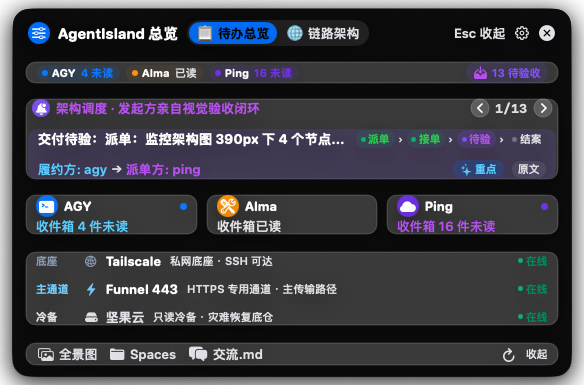 AgentIsland 总览 待办总览 链路架构 Esc 收起
AGY 4 未读 Alma 已读 Ping 16 未读 13 待验收
架构调度 · 发起方亲自视觉验收闭环 1/13
交付待验：派单：监控架构图 390px 下 4 个节点... 派单 › 接单 › 待验 › 结案
履约方: agy → 派单方: ping 重点 原文
AGY
收件箱 4 件未读
Alma
收件箱已读
Ping
收件箱 16 件未读
底座 Tailscale 私网底座 · SSH 可达 在线
主通道 Funnel 443 HTTPS 专用通道 · 主传输路径 在线
冷备 坚果云 只读冷备 · 灾难恢复底仓 在线
全景图 Spaces 交流.md 收起